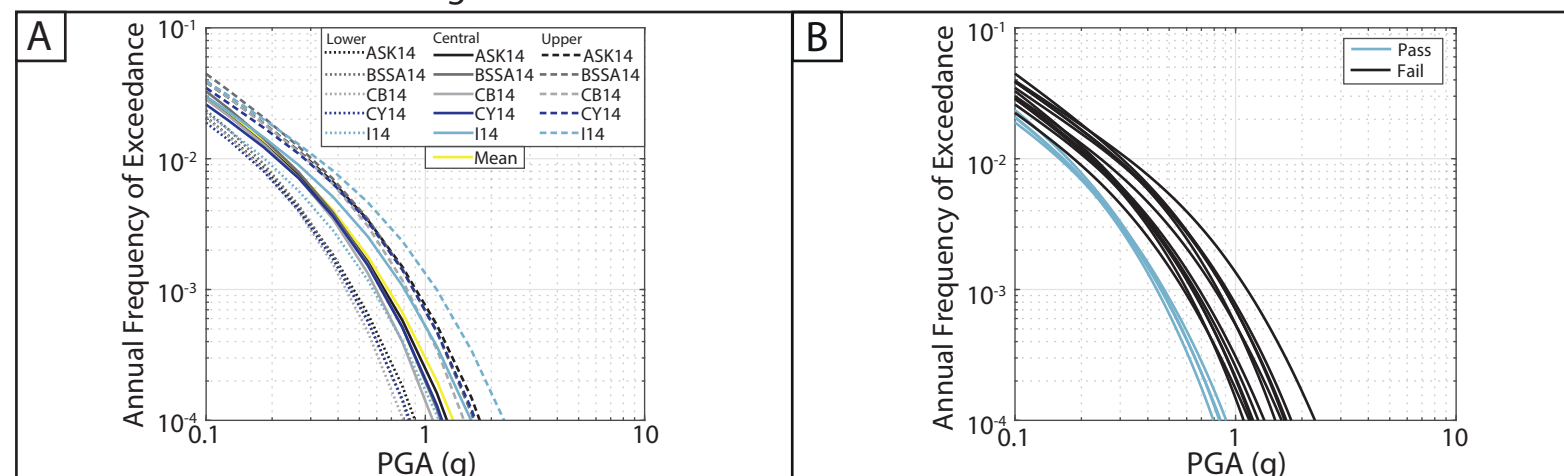 A
Annual Frequency of Exceedance
10-1
10-2
10-3
10-4
0.1
1
10
PGA (g)
Lower
Central
Upper
ASK14
ASK14
ASK14
BSSA14
BSSA14
BSSA14
CB14
CB14
CB14
CY14
CY14
CY14
I14
I14
I14
Mean
B
Annual Frequency of Exceedance
10-1
10-2
10-3
10-4
0.1
1
10
PGA (g)
Pass
Fail